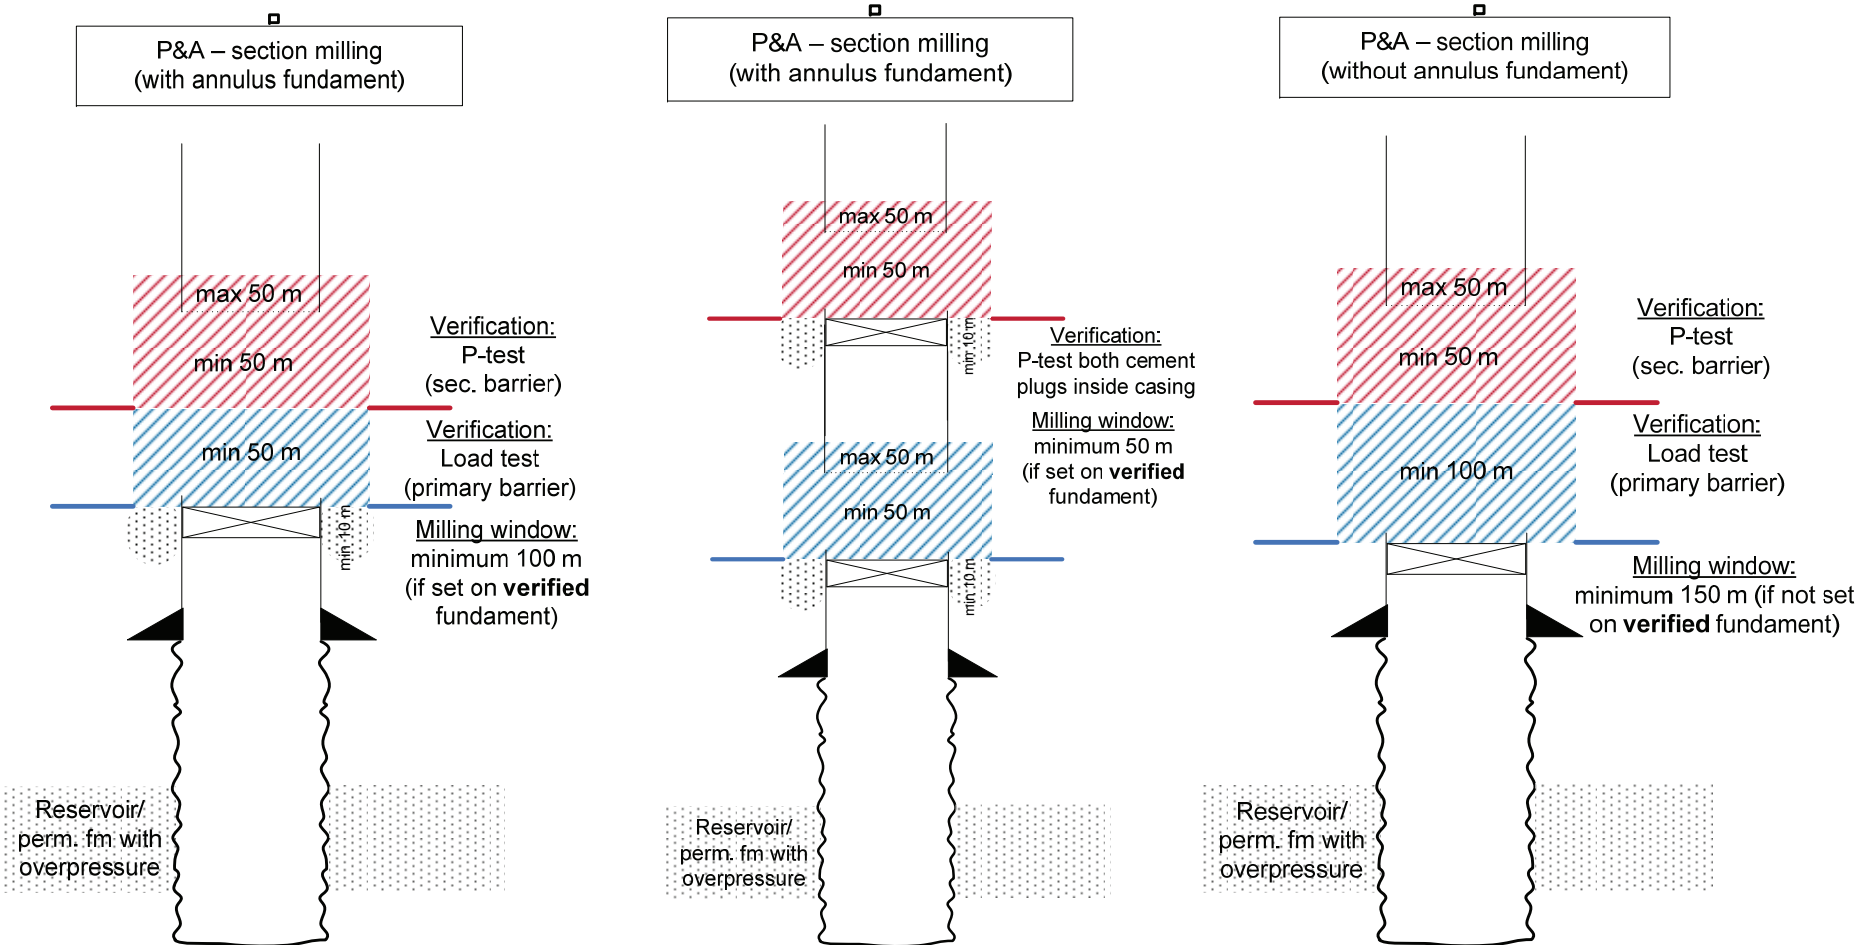 P&A – section milling
(with annulus fundament)
max 50 m
min 50 m
min 50 m
min 10 m
Verification:
P-test
(sec. barrier)
Verification:
Load test
(primary barrier)
Milling window:
minimum 100 m
(if set on verified
fundament)
Reservoir/
perm. fm with
overpressure
P&A – section milling
(with annulus fundament)
max 50 m
min 50 m
min 10 m
max 50 m
min 50 m
min 10 m
Verification:
P-test both cement
plugs inside casing
Milling window:
minimum 50 m
(if set on verified
fundament)
Reservoir/
perm. fm with
overpressure
P&A – section milling
(without annulus fundament)
max 50 m
min 50 m
min 100 m
Verification:
P-test
(sec. barrier)
Verification:
Load test
(primary barrier)
Milling window:
minimum 150 m (if not set
on verified fundament)
Reservoir/
perm. fm with
overpressure